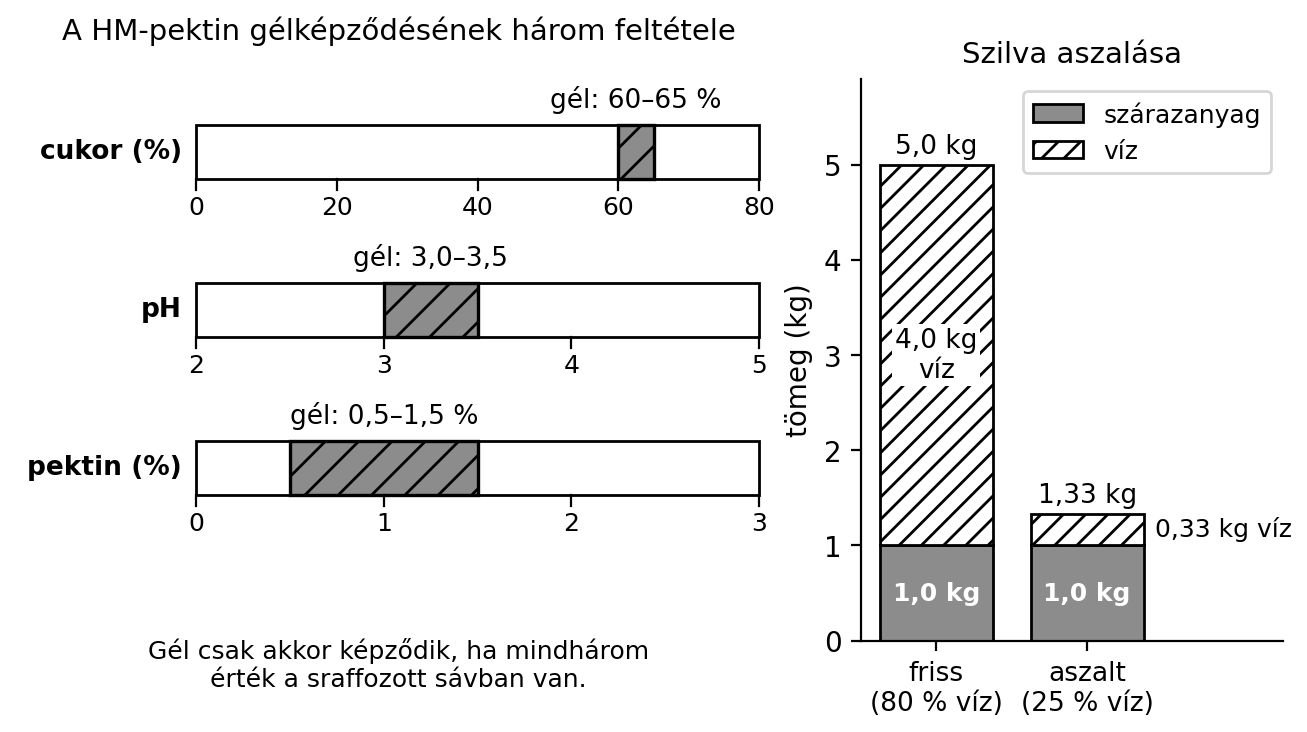 A HM-pektin gélképződésének három feltétele
gél: 60–65 %
cukor (%)
0 20 40 60 80
gél: 3,0–3,5
pH
2 3 4 5
gél: 0,5–1,5 %
pektin (%)
0 1 2 3
Gél csak akkor képződik, ha mindhárom
érték a sraffozott sávban van.
Szilva aszalása
szárazanyag
víz
tömeg (kg)
5
4
3
2
1
0
5,0 kg
4,0 kg
víz
1,0 kg
1,33 kg
0,33 kg víz
1,0 kg
friss
(80 % víz)
aszalt
(25 % víz)